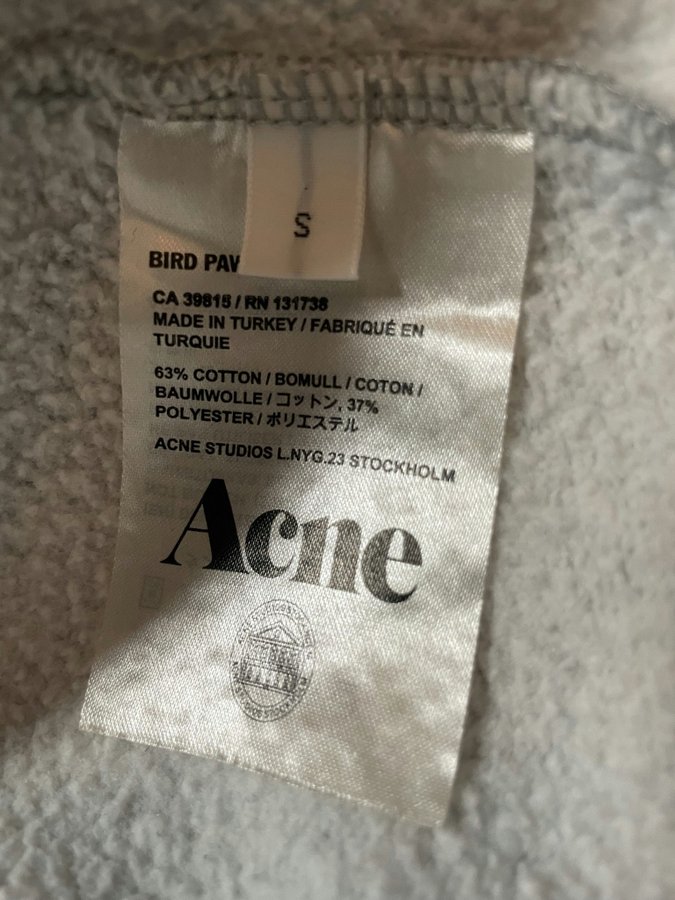 S
BIRD PAV
CA 39815 / RN 131738
MADE IN TURKEY / FABRIQUÉ EN
TURQUIE
63% COTTON / BOMULL / COTON /
BAUMWOLLE / コットン, 37%
POLYESTER / ポリエステル
ACNE STUDIOS L.NYG.23 STOCKHOLM
Acne